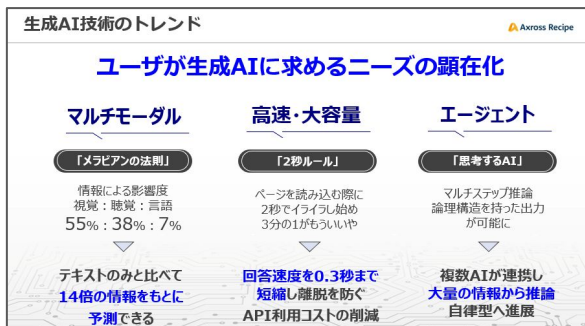 生成AI技術のトレンド
Axross Recipe
ユーザが生成AIに求めるニーズの顕在化
マルチモーダル
「メラビアンの法則」
情報による影響度
視覚：聴覚：言語
55%：38%：7%
テキストのみと比べて
14倍の情報をもとに
予測できる
高速・大容量
「2秒ルール」
ページを読み込む際に
2秒でイライラし始め
3分の1がもういいや
回答速度を0.3秒まで
短縮し離脱を防ぐ
API利用コストの削減
エージェント
「思考するAI」
マルチステップ推論
論理構造を持った出力
が可能に
複数AIが連携し
大量の情報から推論
自律型へ進展